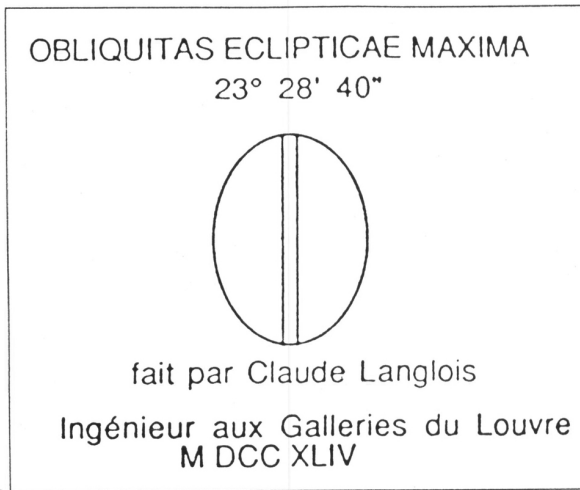 OBLIQUITAS ECLIPTICAE MAXIMA
23° 28' 40"
fait par Claude Langlois
Ingénieur aux Galleries du Louvre
M DCC XLIV